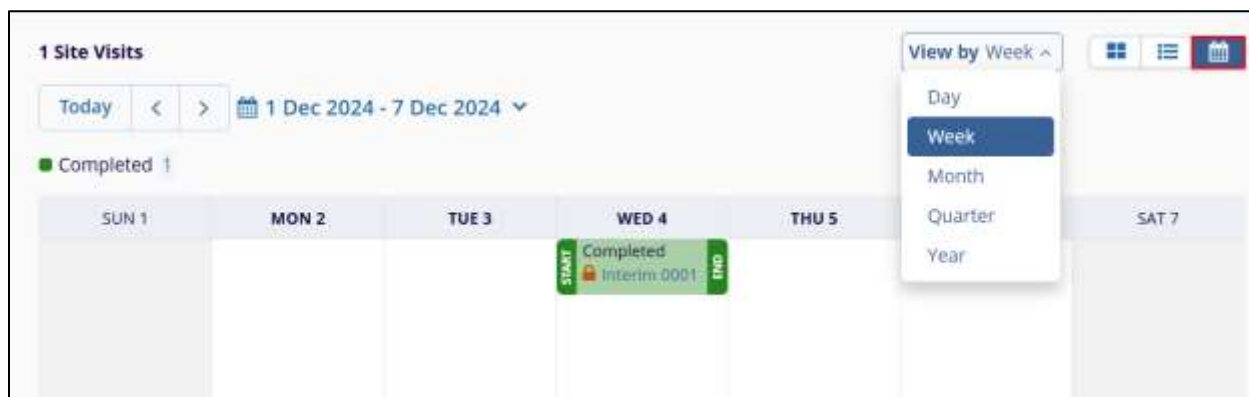 1 Site Visits
View by Week
Today
1 Dec 2024 - 7 Dec 2024
Day
Week
Month
Quarter
Year
Completed 1
SUN 1
MON 2
TUE 3
WED 4
THU 5
SAT 7
START
Completed
Interim 0001
END